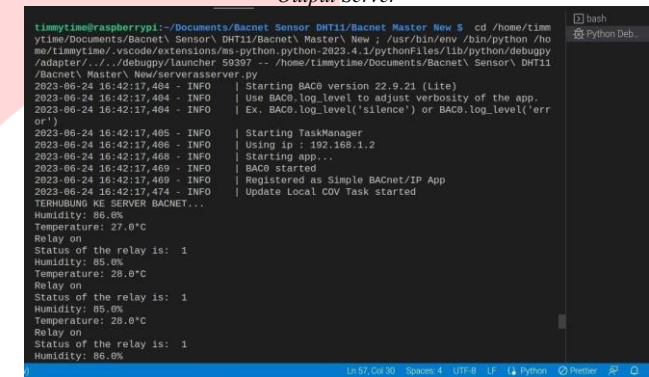 Output Server
timmytime@raspberrypi:~/Documents/Bacnet Sensor DHT11/Bacnet Master New $ cd /home/timm
ytime/Documents/Bacnet\ Sensor\ DHT11/Bacnet\ Master\ New ; /usr/bin/env /bin/python /ho
me/timmytime/.vscode/extensions/ms-python.python-2023.4.1/pythonFiles/lib/python/debugpy
/adapter/../../debugpy/launcher 59397 -- /home/timmytime/Documents/Bacnet\ Sensor\ DHT11
/Bacnet\ Master\ New/serverasserver.py
2023-06-24 16:42:17,404 - INFO | Starting BAC0 version 22.9.21 (Lite)
2023-06-24 16:42:17,404 - INFO | Use BAC0.log_level to adjust verbosity of the app.
2023-06-24 16:42:17,404 - INFO | Ex. BAC0.log_level('silence') or BAC0.log_level('err
or')
2023-06-24 16:42:17,405 - INFO | Starting TaskManager
2023-06-24 16:42:17,406 - INFO | Using ip : 192.168.1.2
2023-06-24 16:42:17,468 - INFO | Starting app...
2023-06-24 16:42:17,469 - INFO | BAC0 started
2023-06-24 16:42:17,469 - INFO | Registered as Simple BACnet/IP App
2023-06-24 16:42:17,474 - INFO | Update Local COV Task started
TERHUBUNG KE SERVER BACNET...
Humidity: 86.0%
Temperature: 27.0°C
Relay on
Status of the relay is: 1
Humidity: 85.0%
Temperature: 28.0°C
Relay on
Status of the relay is: 1
Humidity: 85.0%
Temperature: 28.0°C
Relay on
Status of the relay is: 1
Humidity: 86.0%
bash
Python Deb...
Ln 57, Col 30 Spaces: 4 UTF-8 LF Python Prettier